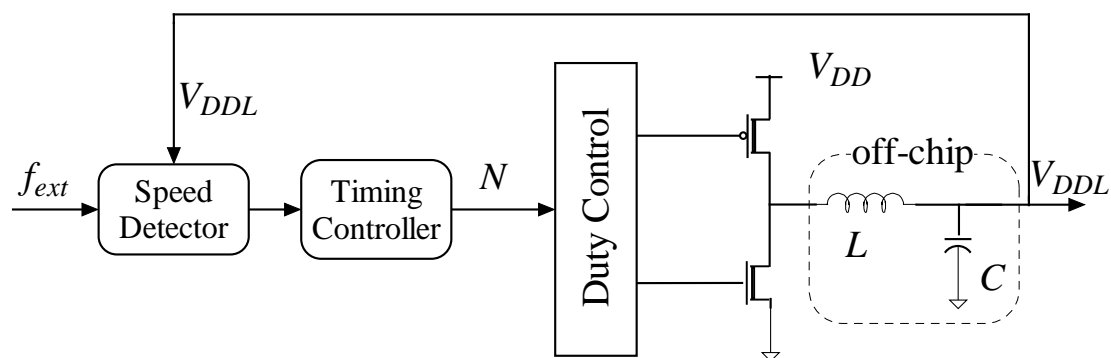 V_DD
V_DDL
off-chip
V_DDL
f_ext
Speed
Detector
Timing
Controller
N
Duty Control
L
C